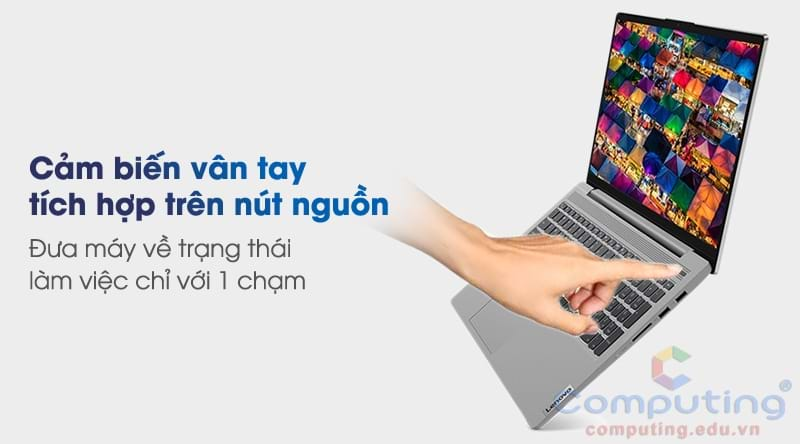 Cảm biến vân tay
tích hợp trên nút nguồn
Đưa máy về trạng thái
làm việc chỉ với 1 chạm
Lenovo
Computing®
computing.edu.vn